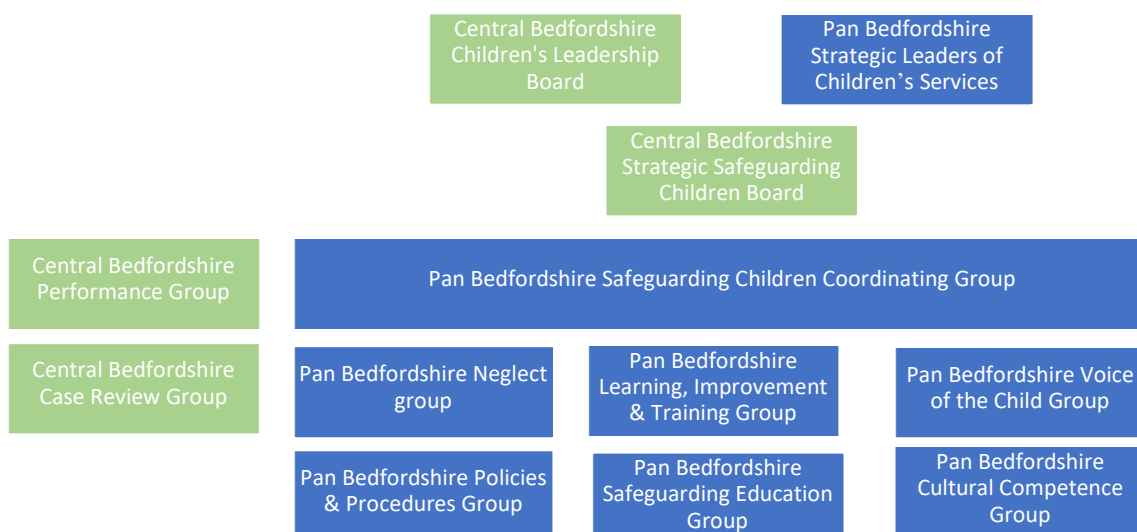 Central Bedfordshire
Children's Leadership
Board
Pan Bedfordshire
Strategic Leaders of
Children’s Services
Central Bedfordshire
Strategic Safeguarding
Children Board
Central Bedfordshire
Performance Group
Pan Bedfordshire Safeguarding Children Coordinating Group
Central Bedfordshire
Case Review Group
Pan Bedfordshire Neglect
group
Pan Bedfordshire
Learning, Improvement
& Training Group
Pan Bedfordshire Voice
of the Child Group
Pan Bedfordshire Policies
& Procedures Group
Pan Bedfordshire
Safeguarding Education
Group
Pan Bedfordshire
Cultural Competence
Group